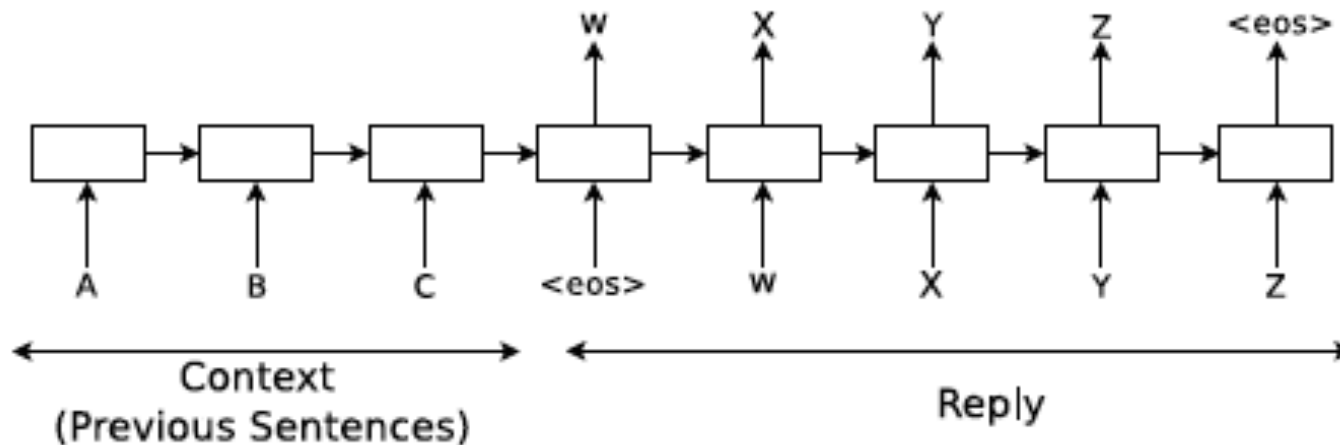 W X Y Z <eos>
A B C <eos> W X Y Z
Context
(Previous Sentences)
Reply